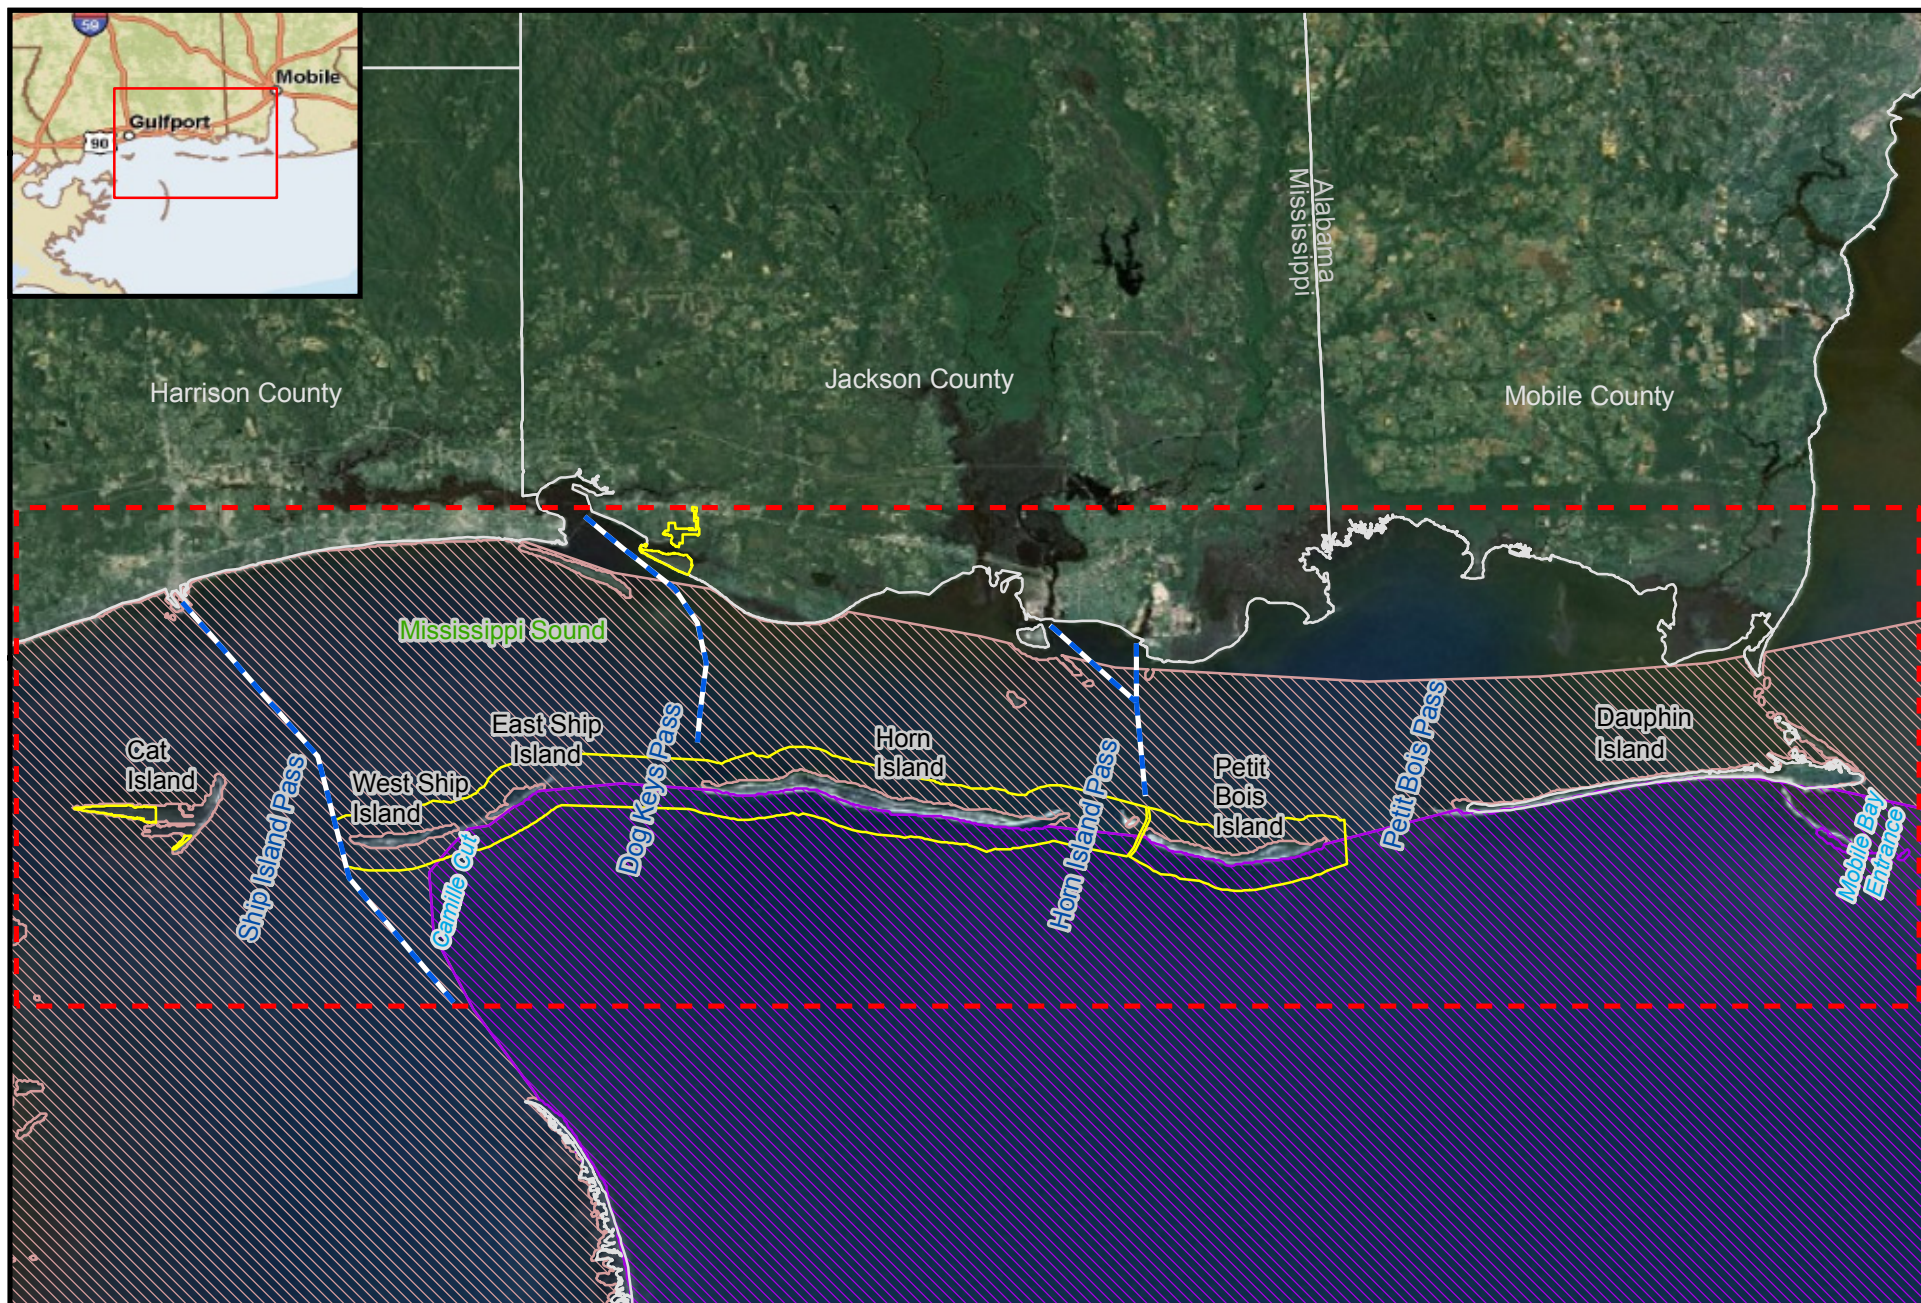 59
Mobile
Gulfport
90
Alabama
Mississippi
Harrison County
Jackson County
Mobile County
Mississippi Sound
Cat
Island
Ship Island Pass
West Ship
Island
East Ship
Island
Camille Cut
Dog Keys Pass
Horn
Island
Horn Island Pass
Petit
Bois
Island
Petit Bois Pass
Dauphin
Island
Mobile Bay
Entrance